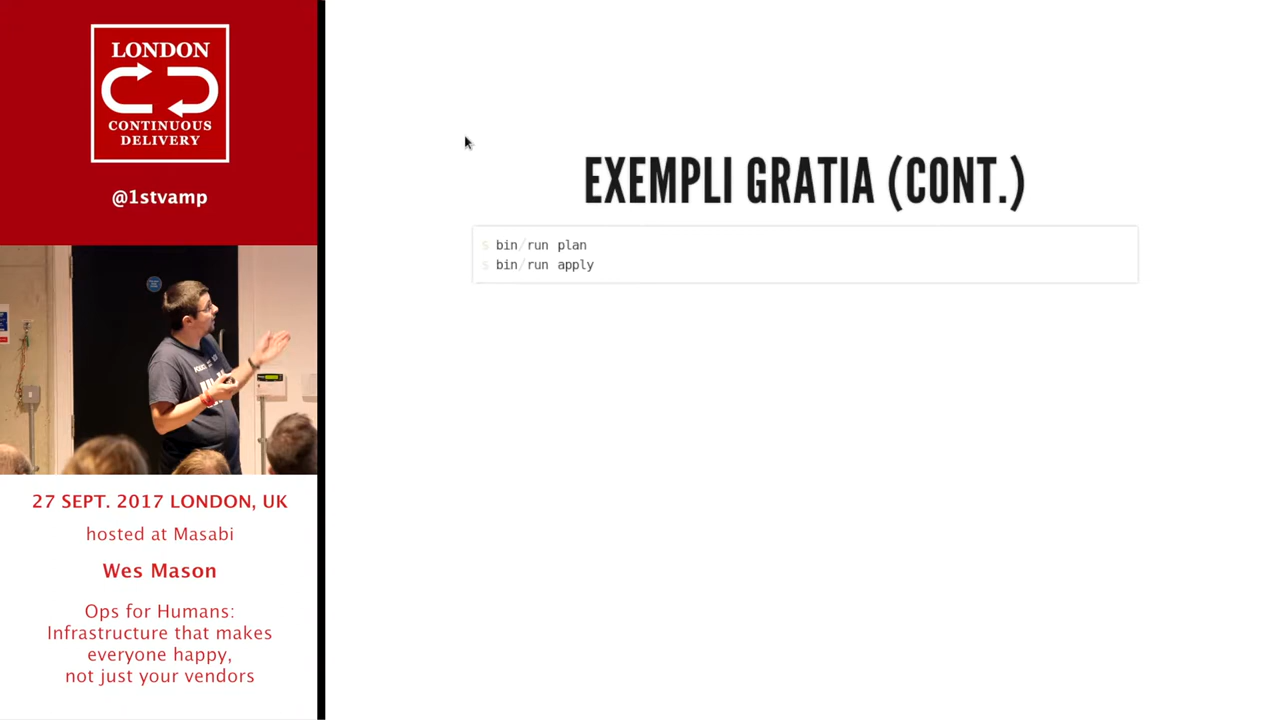 LONDON
CONTINUOUS
DELIVERY
@1stvamp
27 SEPT. 2017 LONDON, UK
hosted at Masabi
Wes Mason
Ops for Humans:
Infrastructure that makes
everyone happy,
not just your vendors
EXEMPLI GRATIA (CONT.)
$ bin/run plan
$ bin/run apply